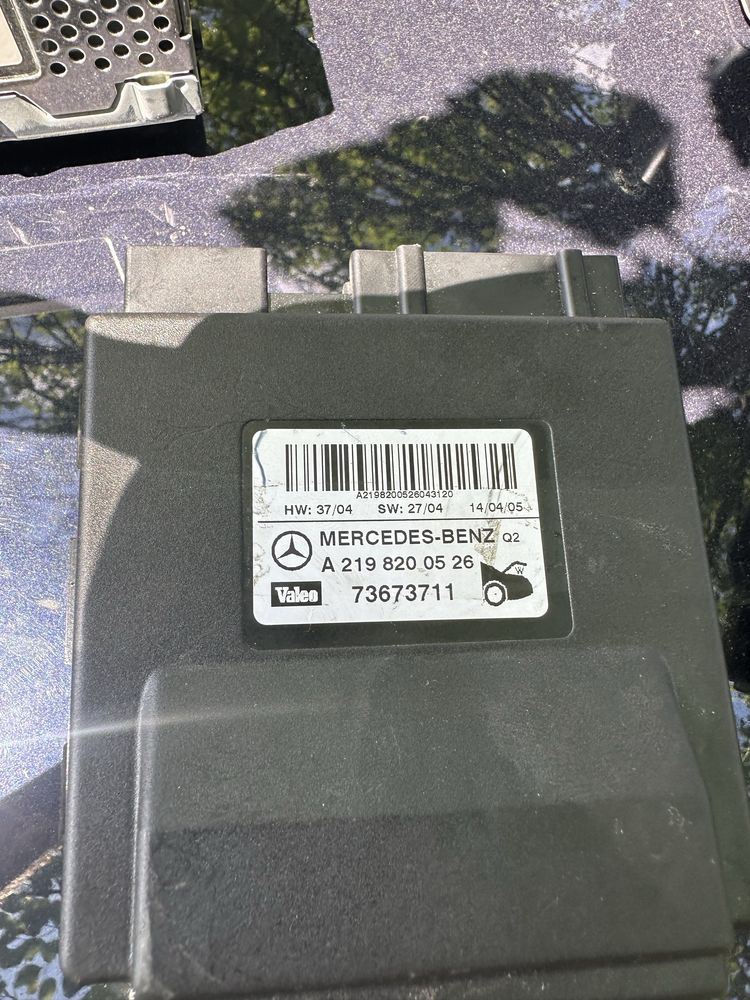 A2198200526043120
HW: 37/04 SW: 27/04 14/04/05
MERCEDES-BENZ Q2
A 219 820 05 26
Valeo 73673711
W